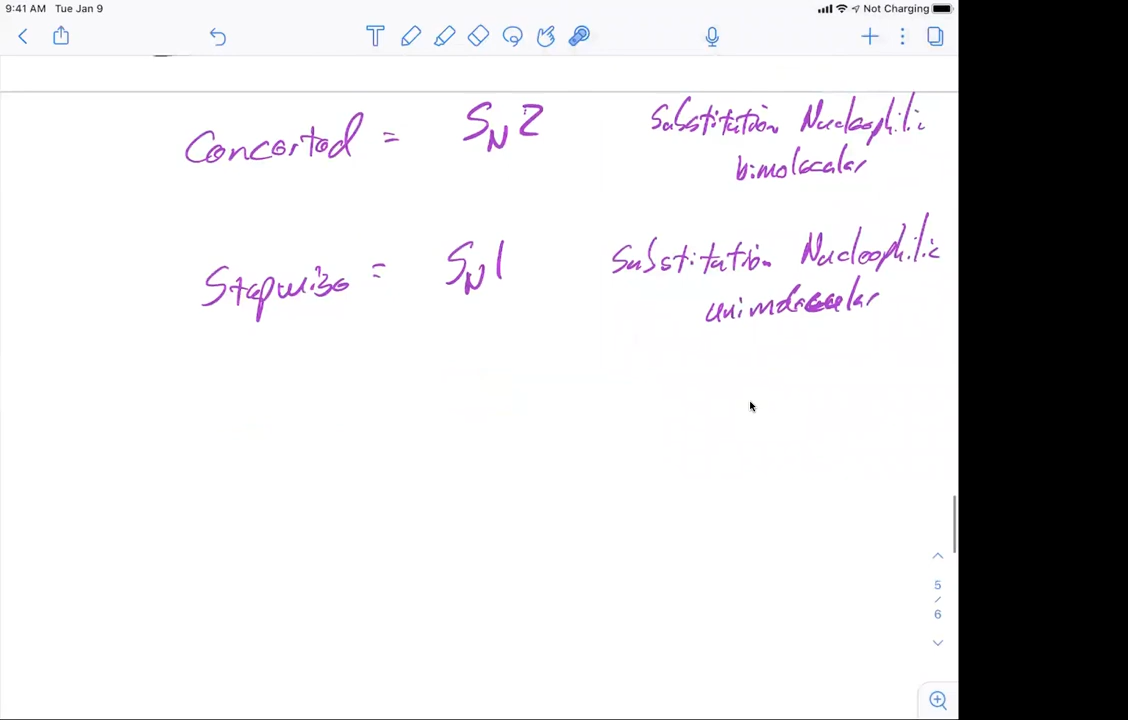 9:41 AM Tue Jan 9
Not Charging
Concerted = SN2 Substitution Nucleophilic
bimolecular
Stepwise = SN1 Substitution Nucleophilic
unimolecular
5
/
6